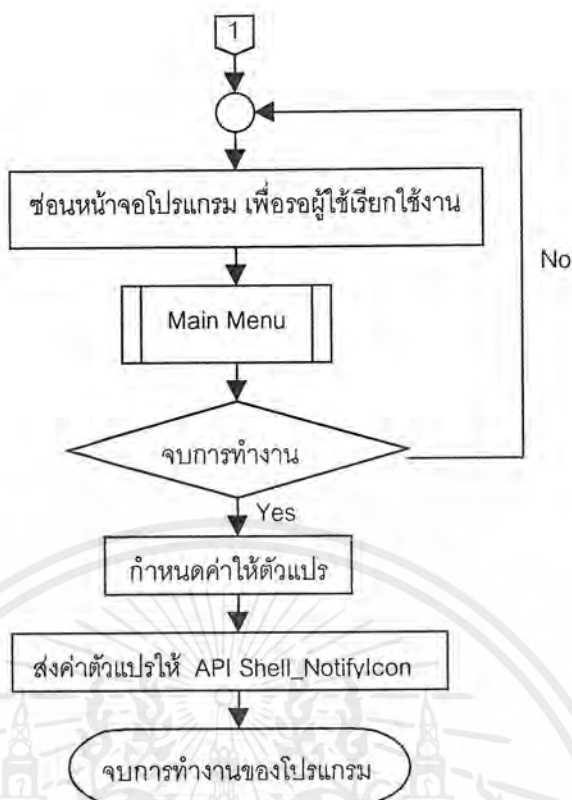 1
ซ่อนหน้าจอโปรแกรม เพื่อรอผู้ใช้เรียกใช้งาน
No
Main Menu
จบการทำงาน
Yes
กำหนดค่าให้ตัวแปร
ส่งค่าตัวแปรให้ API Shell_NotifyIcon
จบการทำงานของโปรแกรม